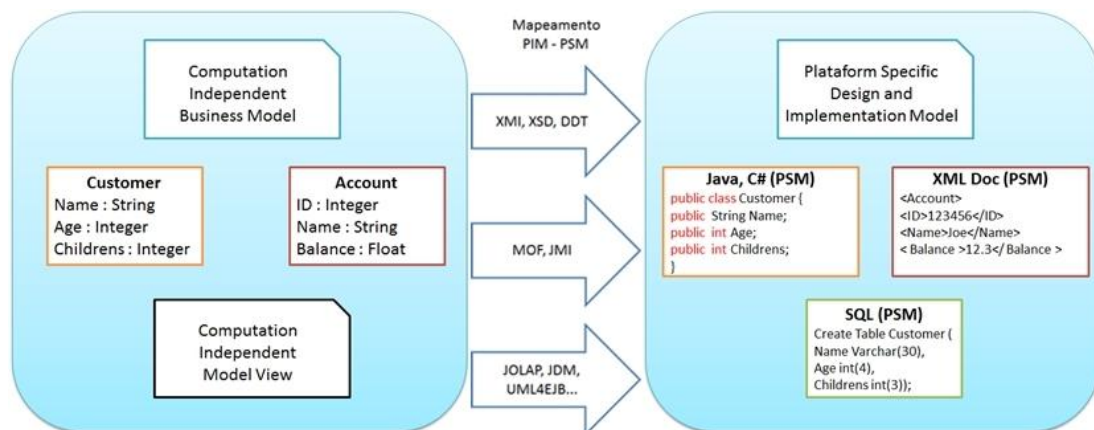 Mapeamento
PIM - PSM
Computation
Independent
Business Model
Customer
Name : String
Age : Integer
Childrens : Integer
Account
ID : Integer
Name : String
Balance : Float
Computation
Independent
Model View
XMI, XSD, DDT
MOF, JMI
JOLAP, JDM,
UML4EJB...
Plataform Specific
Design and
Implementation Model
Java, C# (PSM)
public class Customer {
public String Name;
public int Age;
public int Childrens;
}
XML Doc (PSM)
<Account>
<ID>123456</ID>
<Name>Joe</Name>
< Balance >12.3</ Balance >
SQL (PSM)
Create Table Customer (
Name Varchar(30),
Age int(4),
Childrens int(3));